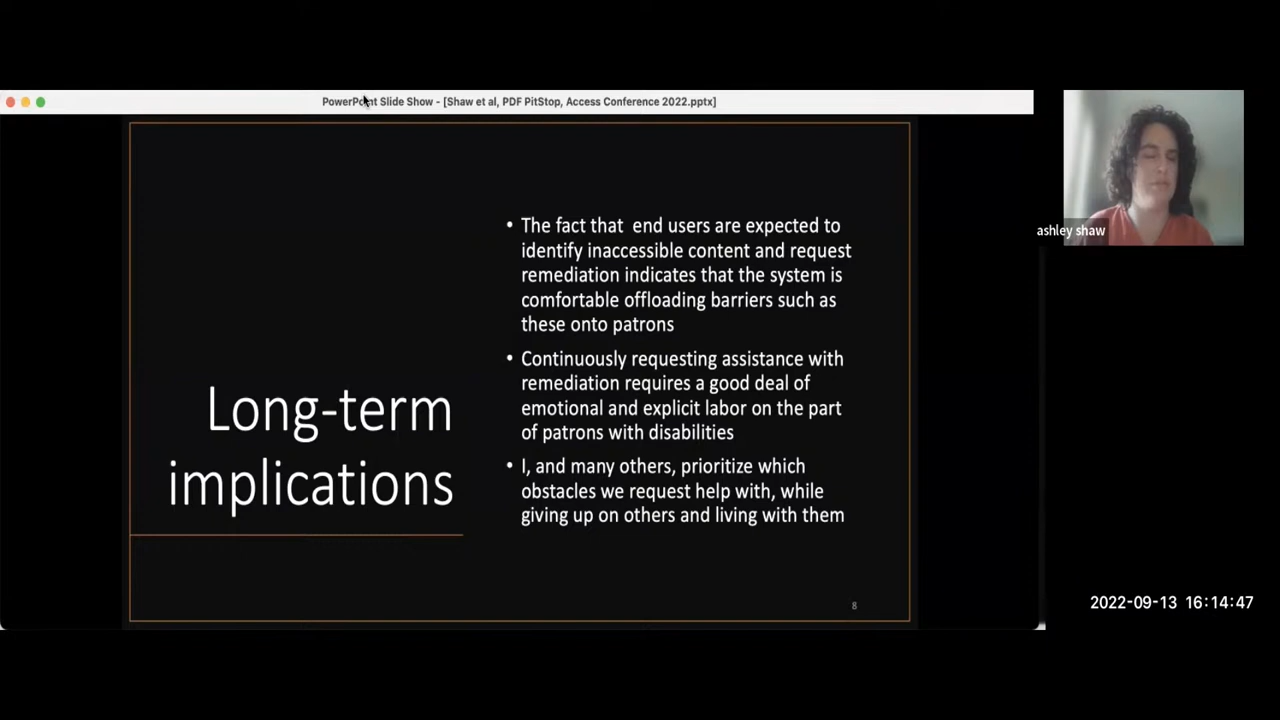 PowerPoint Slide Show - [Shaw et al, PDF PitStop, Access Conference 2022.pptx]
Long-term
implications
• The fact that  end users are expected to
identify inaccessible content and request
remediation indicates that the system is
comfortable offloading barriers such as
these onto patrons
• Continuously requesting assistance with
remediation requires a good deal of
emotional and explicit labor on the part
of patrons with disabilities
• I, and many others, prioritize which
obstacles we request help with, while
giving up on others and living with them
8
ashley shaw
2022-09-13 16:14:47